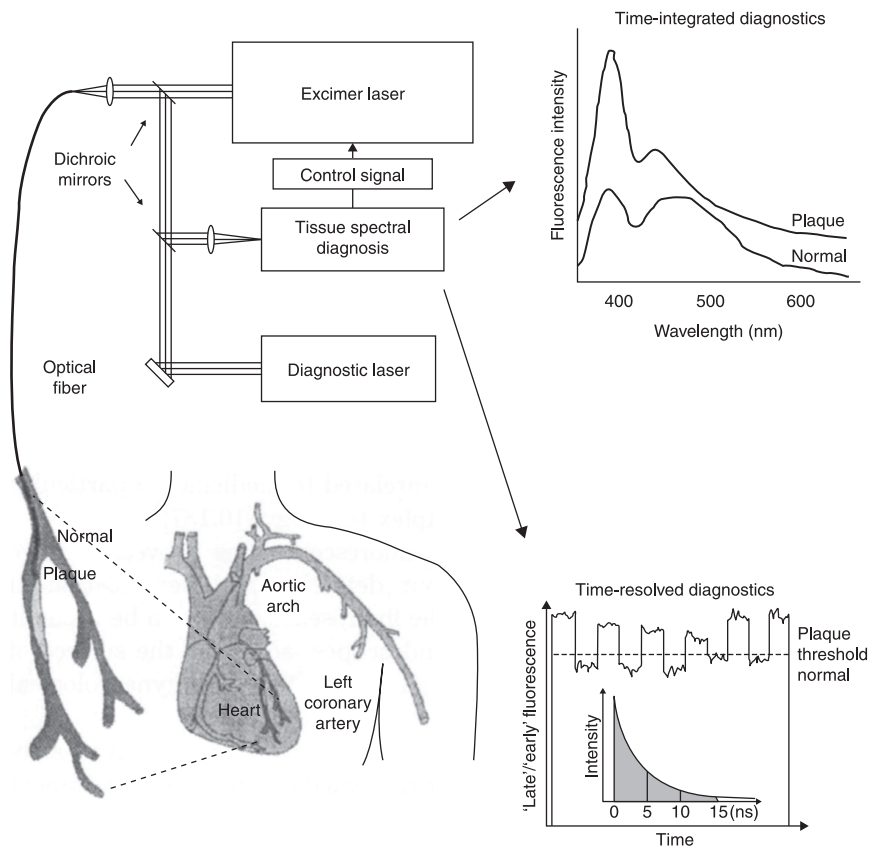 Excimer laser
Dichroic
mirrors
Control signal
Tissue spectral
diagnosis
Diagnostic laser
Optical
fiber
Time-integrated diagnostics
Fluorescence intensity
Plaque
Normal
400 500 600
Wavelength (nm)
Normal
Plaque
Aortic
arch
Left
coronary
artery
Heart
Time-resolved diagnostics
'Late'/'early' fluorescence
Plaque
threshold
normal
Intensity
0 5 10 15 (ns)
Time